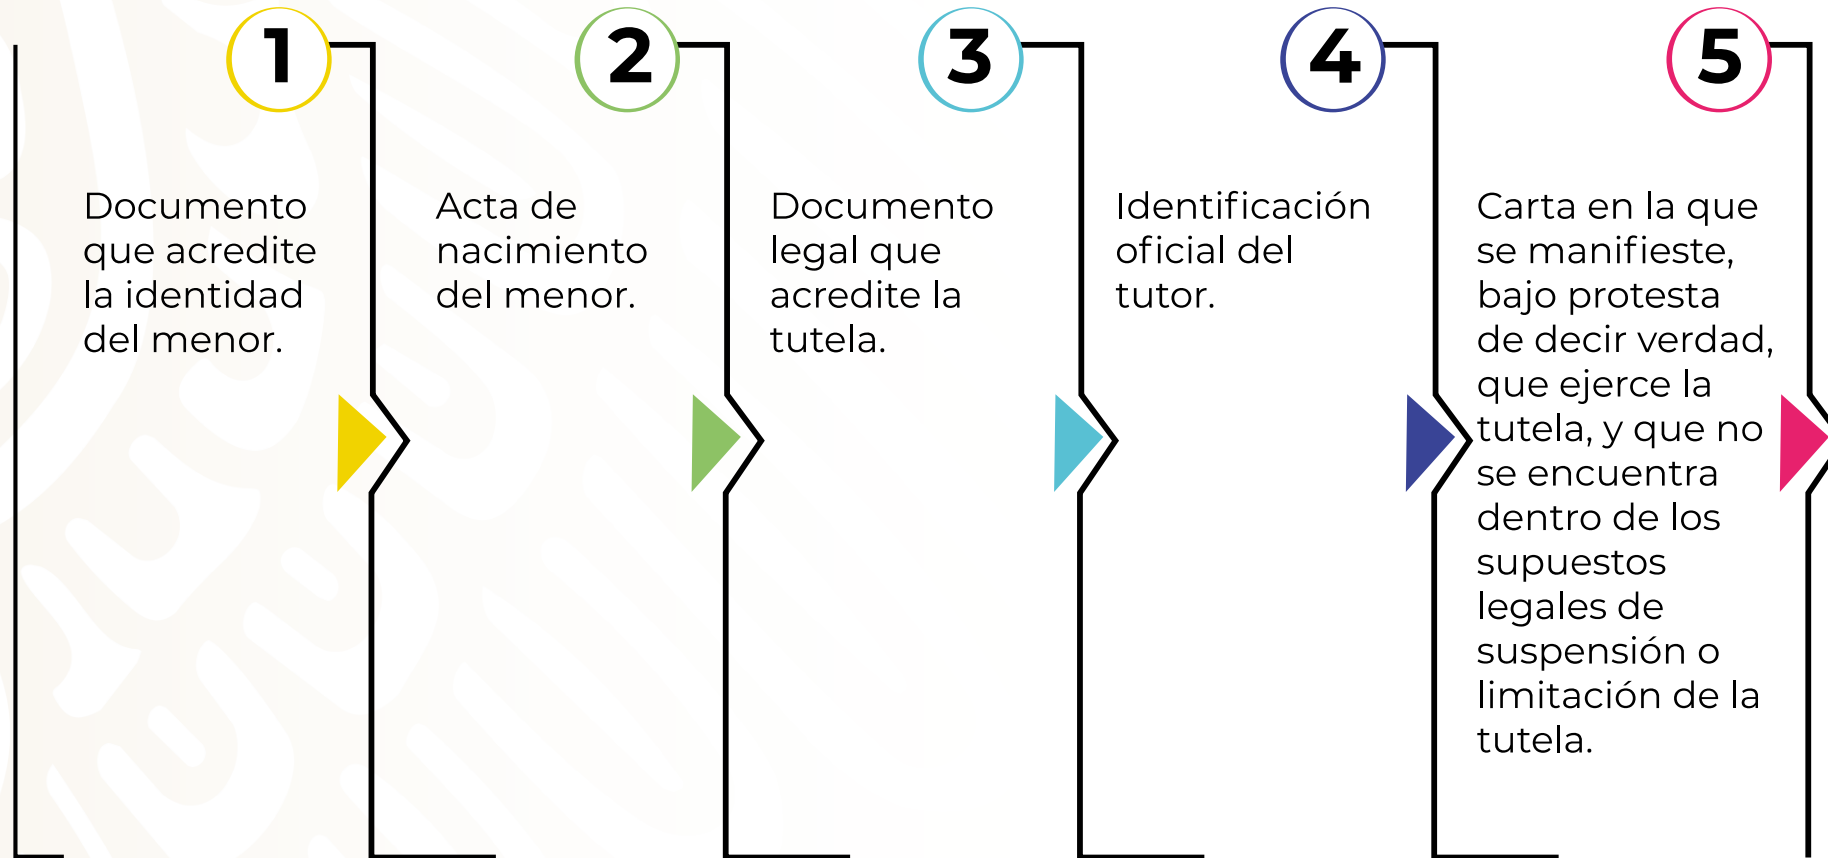 1
Documento
que acredite
la identidad
del menor.
2
Acta de
nacimiento
del menor.
3
Documento
legal que
acredite la
tutela.
4
Identificación
oficial del
tutor.
5
Carta en la que
se manifieste,
bajo protesta
de decir verdad,
que ejerce la
tutela, y que no
se encuentra
dentro de los
supuestos
legales de
suspensión o
limitación de la
tutela.